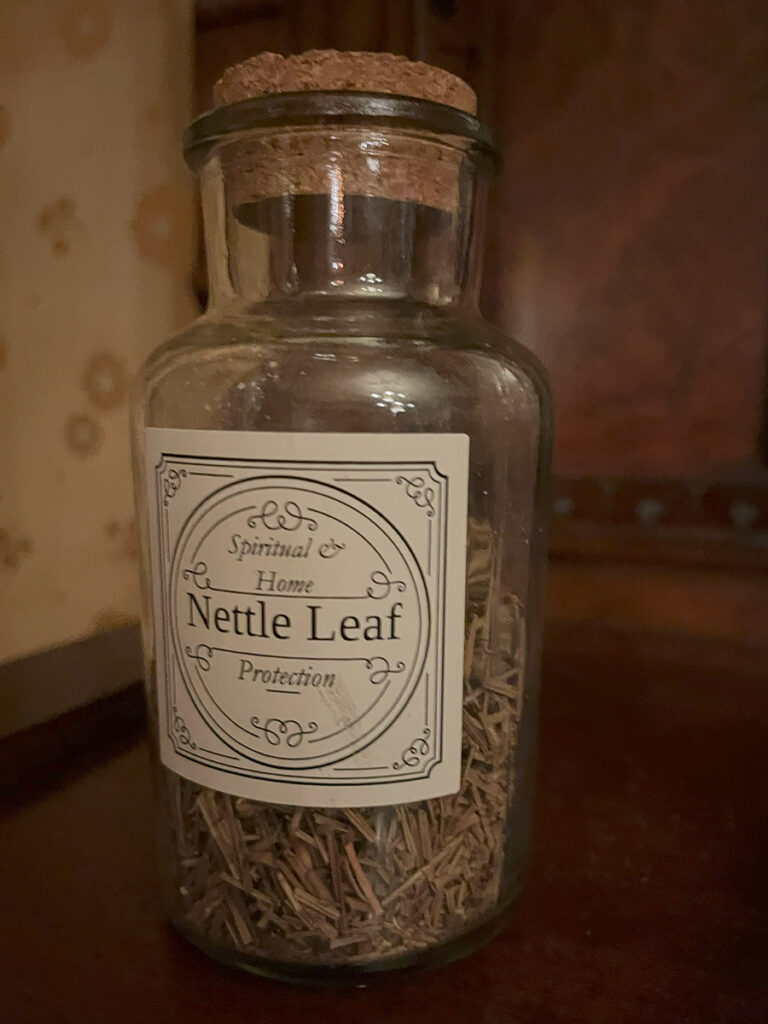 Spiritual &
Home
Nettle Leaf
Protection